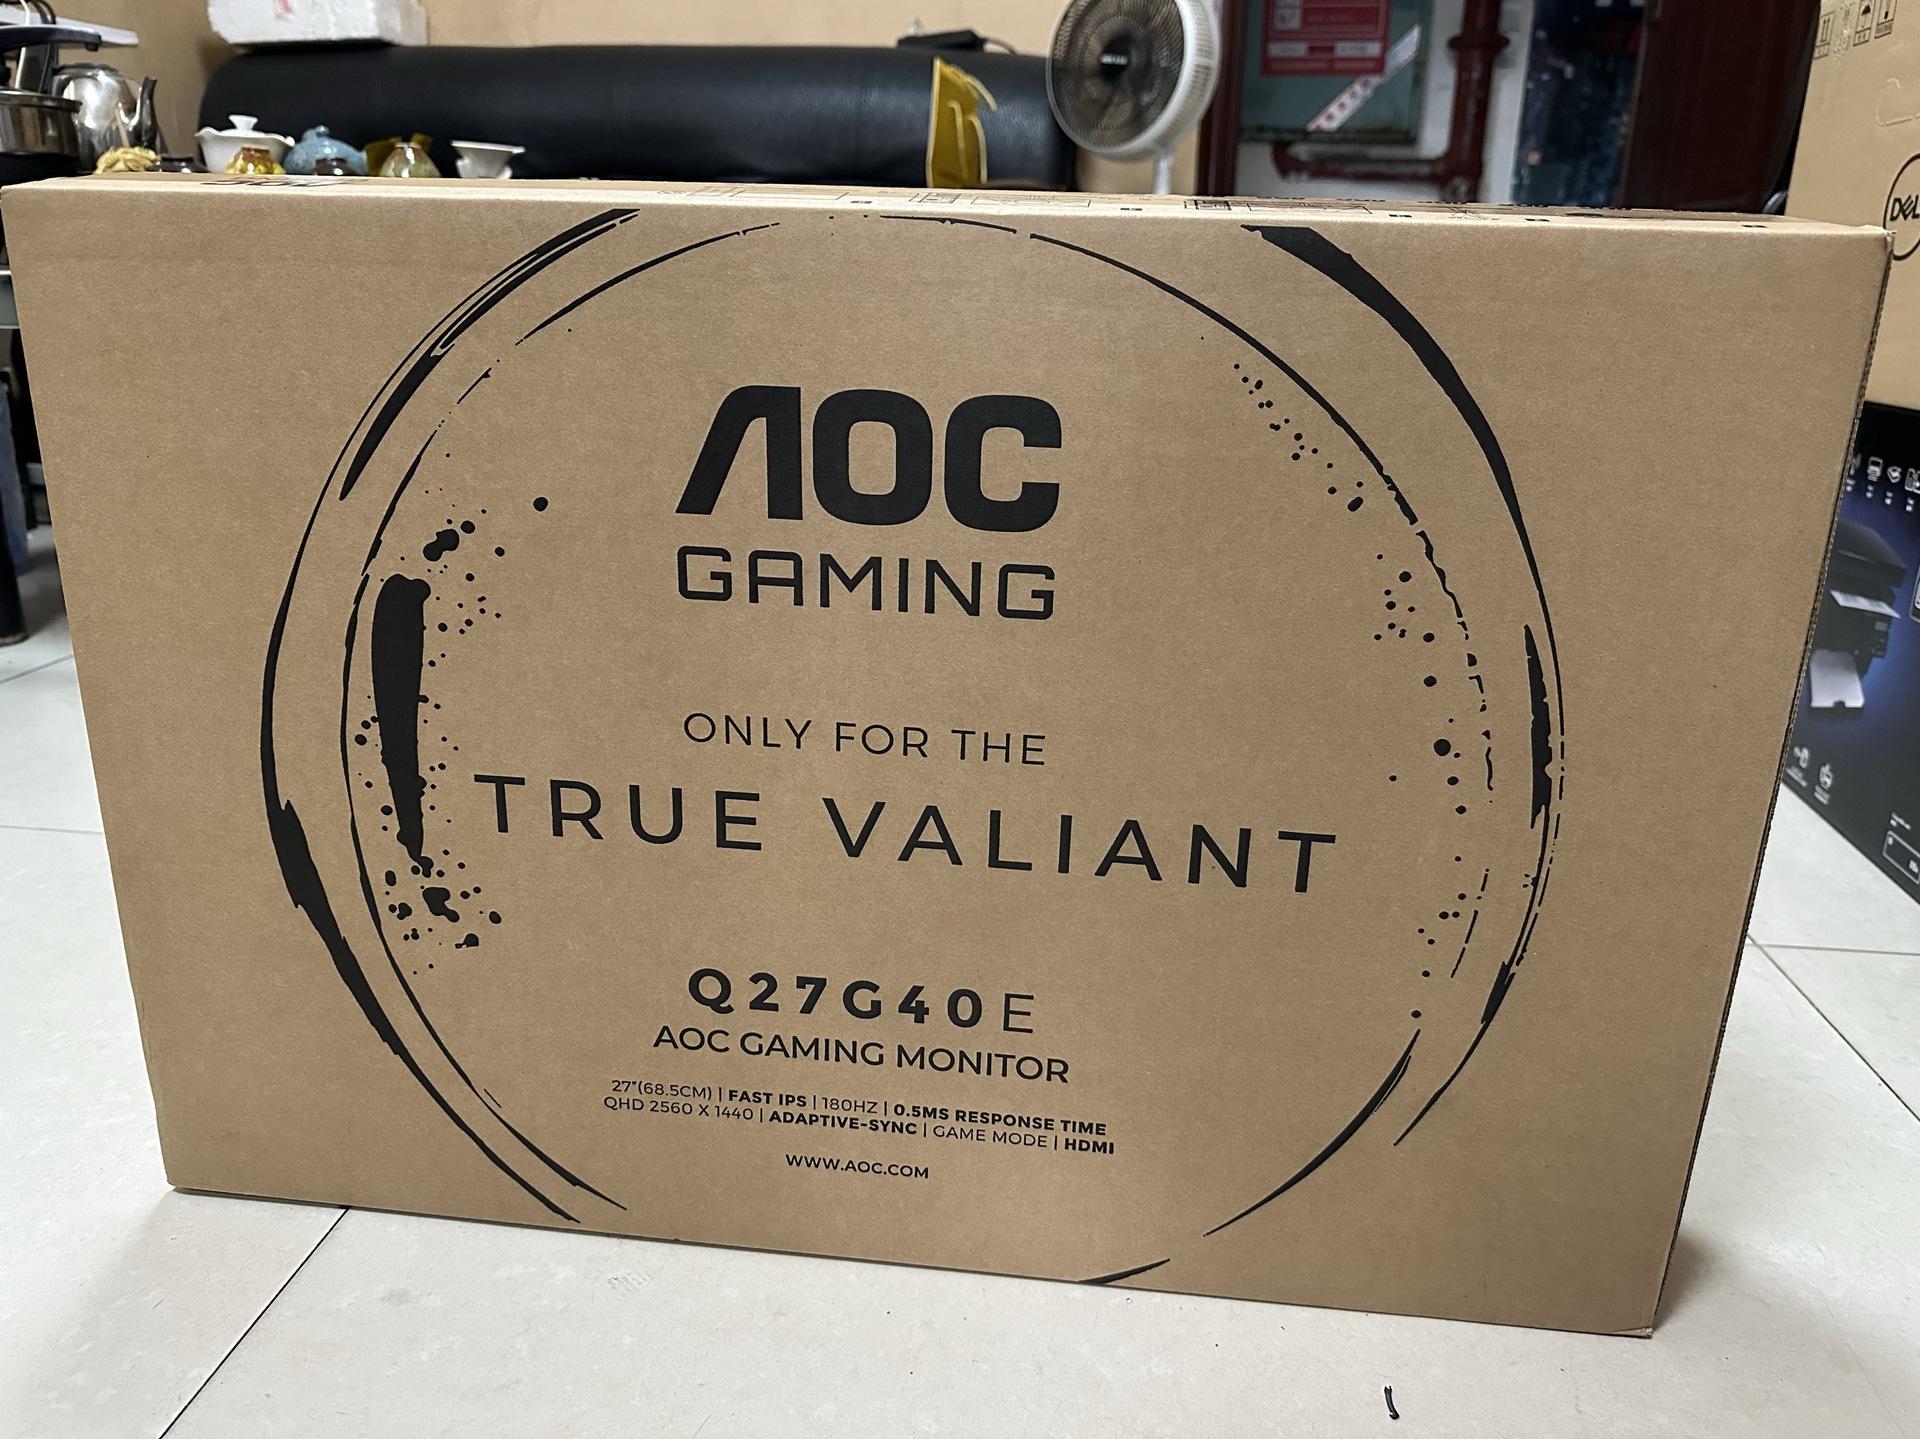 AOC
GAMING
ONLY FOR THE
TRUE VALIANT
Q27G40E
AOC GAMING MONITOR
27"(68.5CM) | FAST IPS | 180HZ | 0.5MS RESPONSE TIME
QHD 2560 X 1440 | ADAPTIVE-SYNC | GAME MODE | HDMI
WWW.AOC.COM
DELL